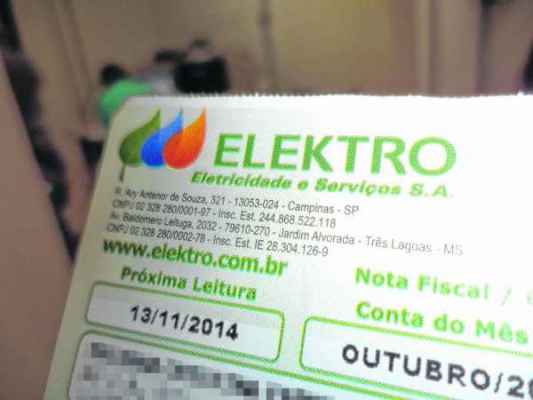 ELEKTRO
Eletricidade e Serviços S.A.
R. Ary Antenor de Souza, 321 - 13053-024 - Campinas - SP
CNPJ 02 328 280/0001-97 - Insc. Est. 244.868.522.118
Av. Baldomero Leituga, 2032 - 79610-270 - Jardim Alvorada - Três Lagoas - MS
CNPJ 02 328 280/0002-78 - Insc. Est. IE 28.304.126-9
www.elektro.com.br
Nota Fiscal /
Próxima Leitura
Conta do Mês
13/11/2014
OUTUBRO/20